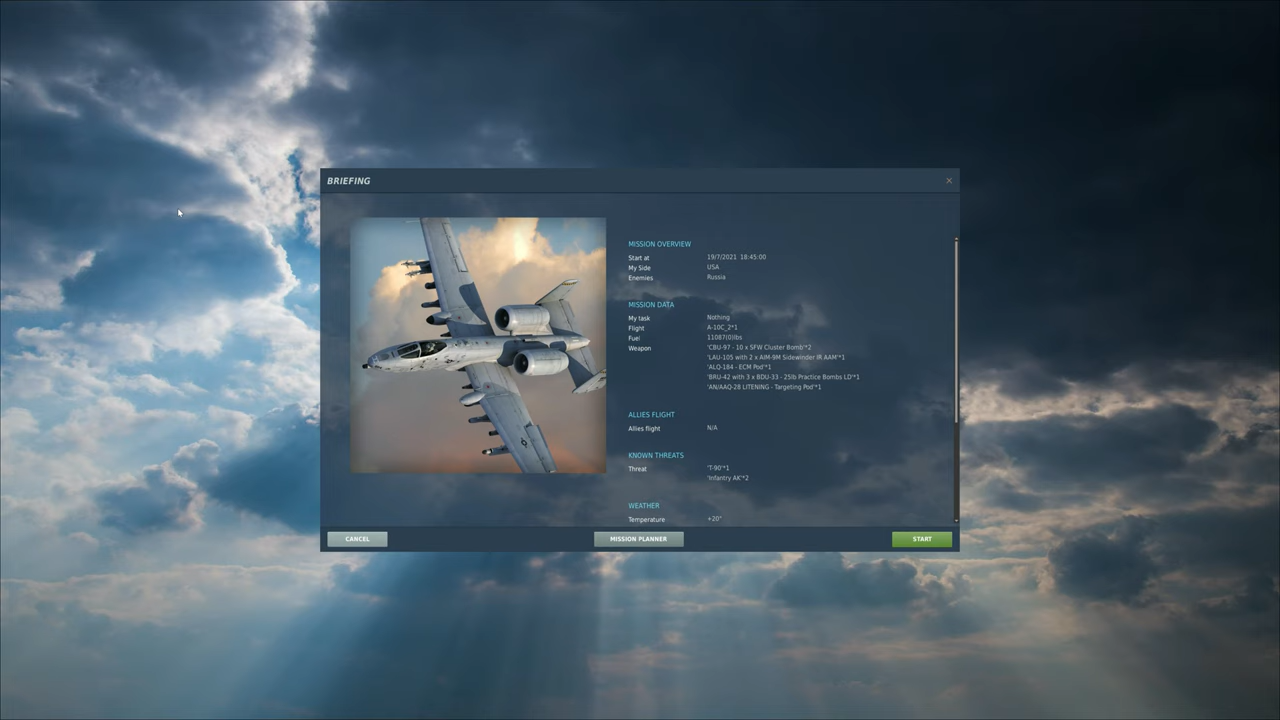 BRIEFING
MISSION OVERVIEW
Start at 19/7/2021 18:45:00
My Side USA
Enemies Russia
MISSION DATA
My task Nothing
Flight A-10C_2*1
Fuel 11087(0)lbs
Weapon 'CBU-97 - 10 x SFW Cluster Bomb'*2
'LAU-105 with 2 x AIM-9M Sidewinder IR AAM'*1
'ALQ-184 - ECM Pod'*1
'BRU-42 with 3 x BDU-33 - 25lb Practice Bombs LD'*1
'AN/AAQ-28 LITENING - Targeting Pod'*1
ALLIES FLIGHT
Allies flight N/A
KNOWN THREATS
Threat 'T-90'*1
'Infantry AK'*2
WEATHER
Temperature +20°
CANCEL MISSION PLANNER START